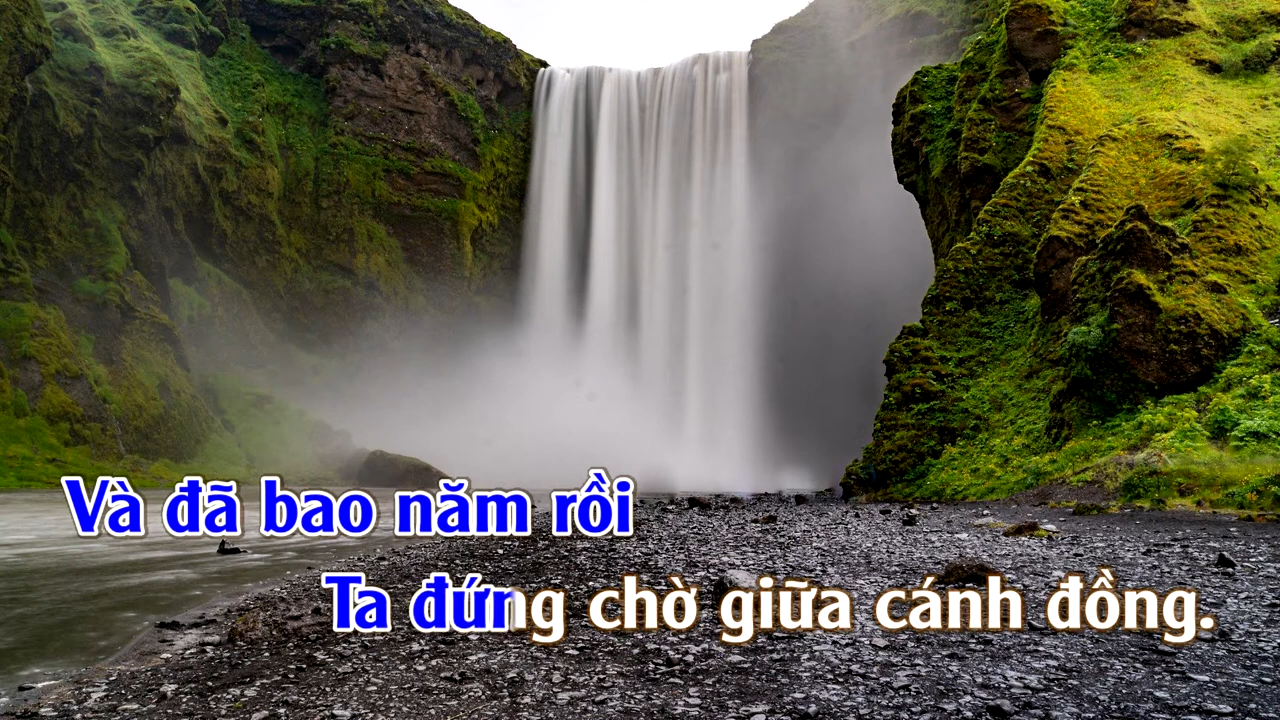 Và đã bao năm rồi
Ta đứng chờ giữa cánh đồng.